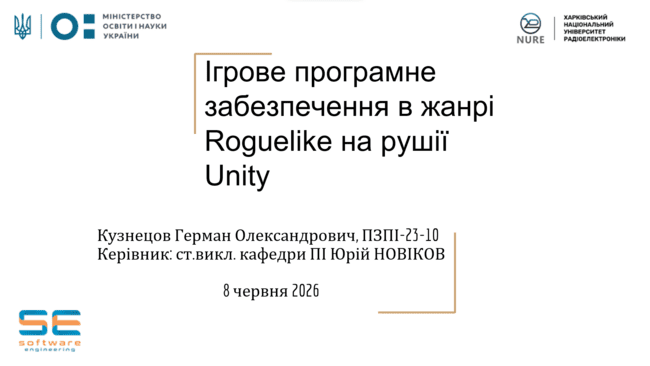 МІНІСТЕРСТВО
ОСВІТИ І НАУКИ
УКРАЇНИ
NURE
ХАРКІВСЬКИЙ
НАЦІОНАЛЬНИЙ
УНІВЕРСИТЕТ
РАДІОЕЛЕКТРОНІКИ
Ігрове програмне
забезпечення в жанрі
Roguelike на рушії
Unity
Кузнецов Герман Олександрович, ПЗПІ-23-10
Керівник: ст.викл. кафедри ПІ Юрій НОВІКОВ
8 червня 2026
SE
software
engineering